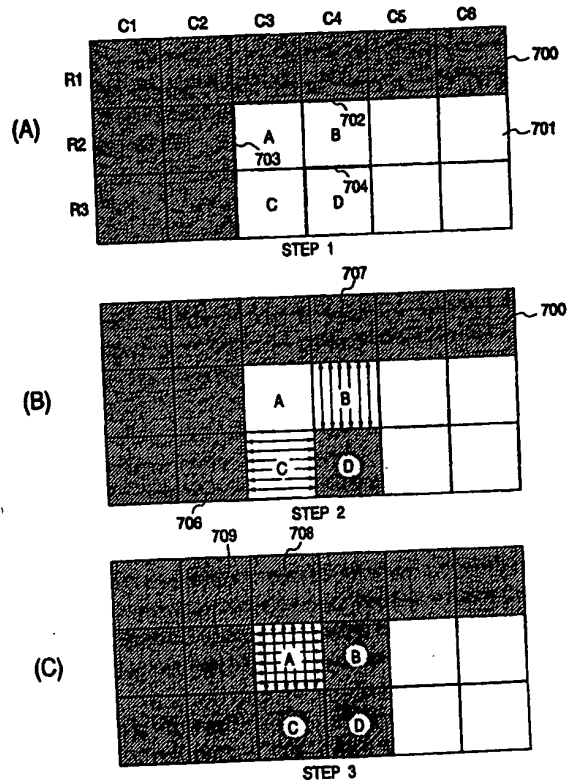 C1 C2 C3 C4 C5 C6
R1 700
(A) R2 A 702 B 701
703
704
R3 C D
STEP 1
707
700
(B) A B
C D
706 STEP 2
709 708
(C) A B
C D
STEP 3